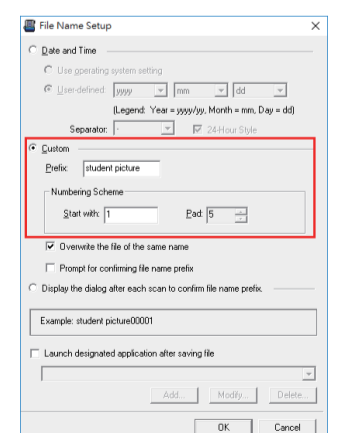 File Name Setup
Date and Time
Use operating system setting
User-defined: yyyy mm dd
(Legend: Year = yyyy/yy, Month = mm, Day = dd)
Separator: - 24-Hour Style
Custom
Prefix: student picture
Numbering Scheme
Start with: 1 Pad: 5
Overwrite the file of the same name
Prompt for confirming file name prefix
Display the dialog after each scan to confirm file name prefix.
Example: student picture00001
Launch designated application after saving file
Add... Modify... Delete...
OK Cancel